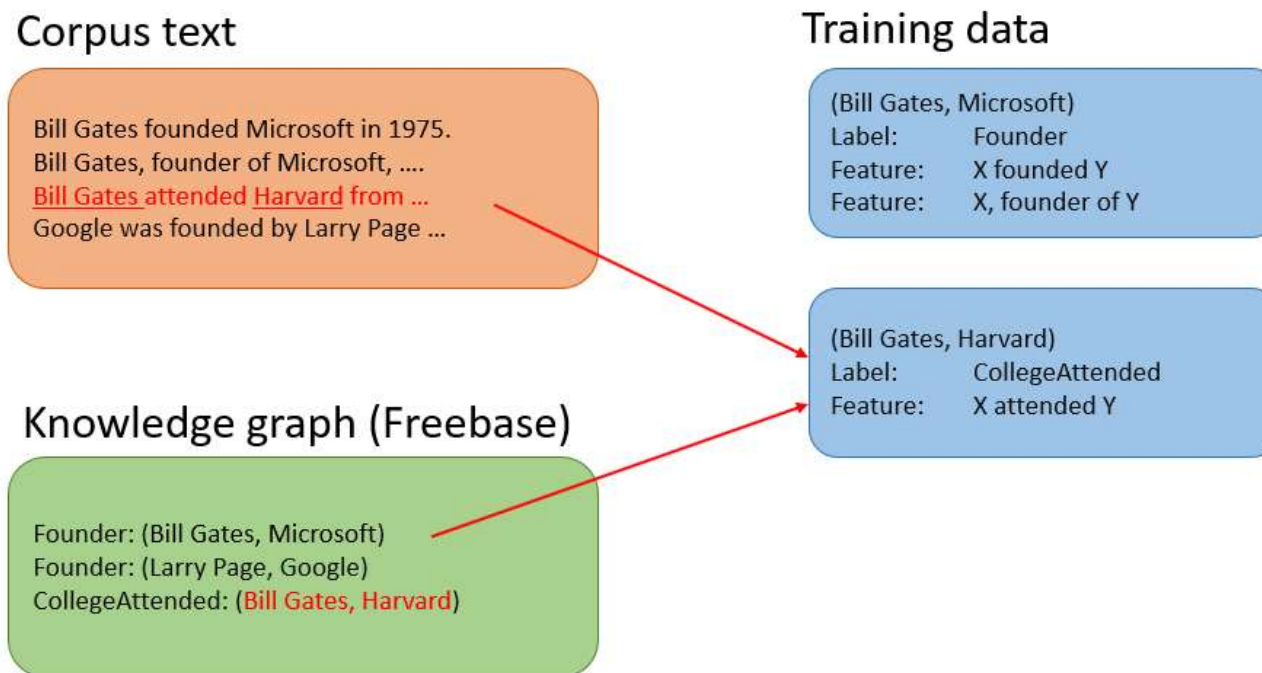 Corpus text
Bill Gates founded Microsoft in 1975.
Bill Gates, founder of Microsoft, ....
Bill Gates attended Harvard from ...
Google was founded by Larry Page ...
Knowledge graph (Freebase)
Founder: (Bill Gates, Microsoft)
Founder: (Larry Page, Google)
CollegeAttended: (Bill Gates, Harvard)
Training data
(Bill Gates, Microsoft)
Label: Founder
Feature: X founded Y
Feature: X, founder of Y
(Bill Gates, Harvard)
Label: CollegeAttended
Feature: X attended Y